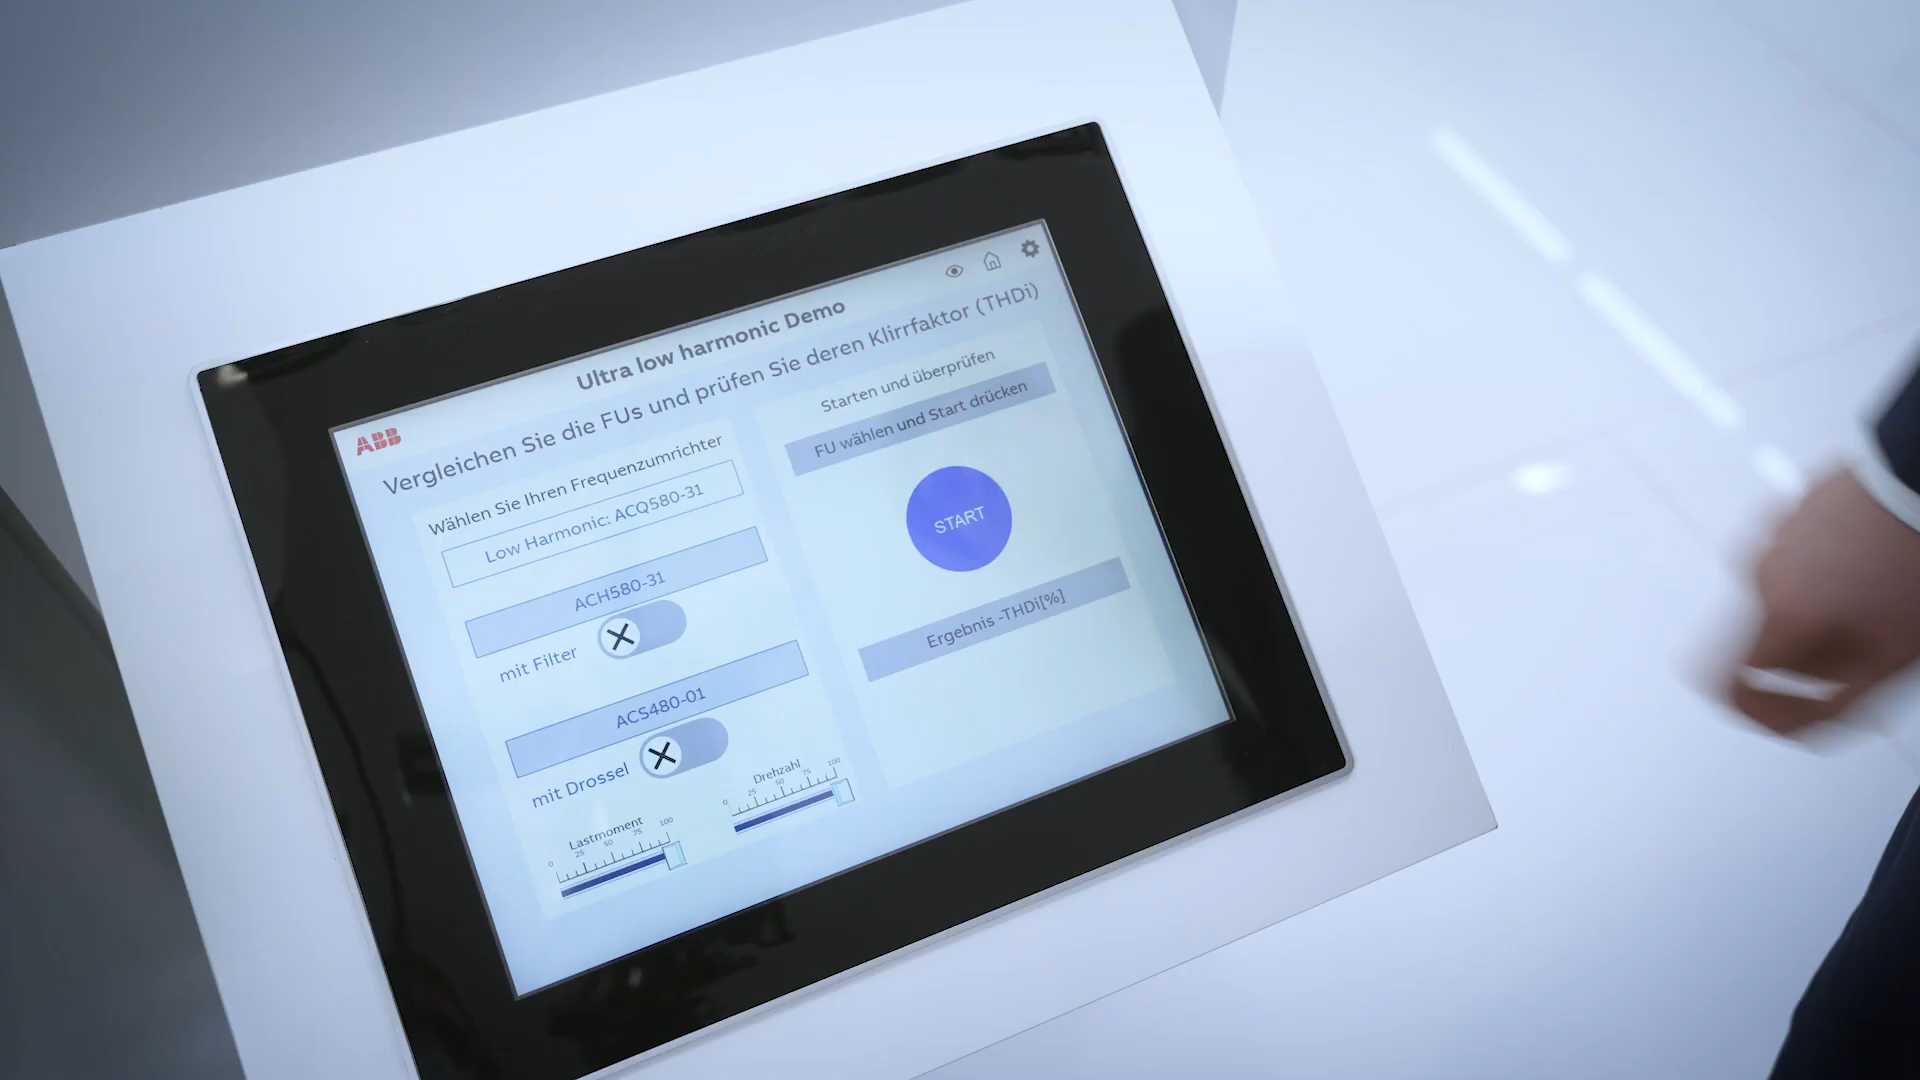 Ultra low harmonic Demo
ABB
Vergleichen Sie die FUs und prüfen Sie deren Klirrfaktor (THDi)
Wählen Sie Ihren Frequenzumrichter
Low Harmonic: ACQ580-31
ACH580-31
mit Filter
ACS480-01
mit Drossel
Lastmoment
0 25 50 75 100
Drehzahl
0 25 50 75 100
Starten und überprüfen
FU wählen und Start drücken
START
Ergebnis -THDi[%]